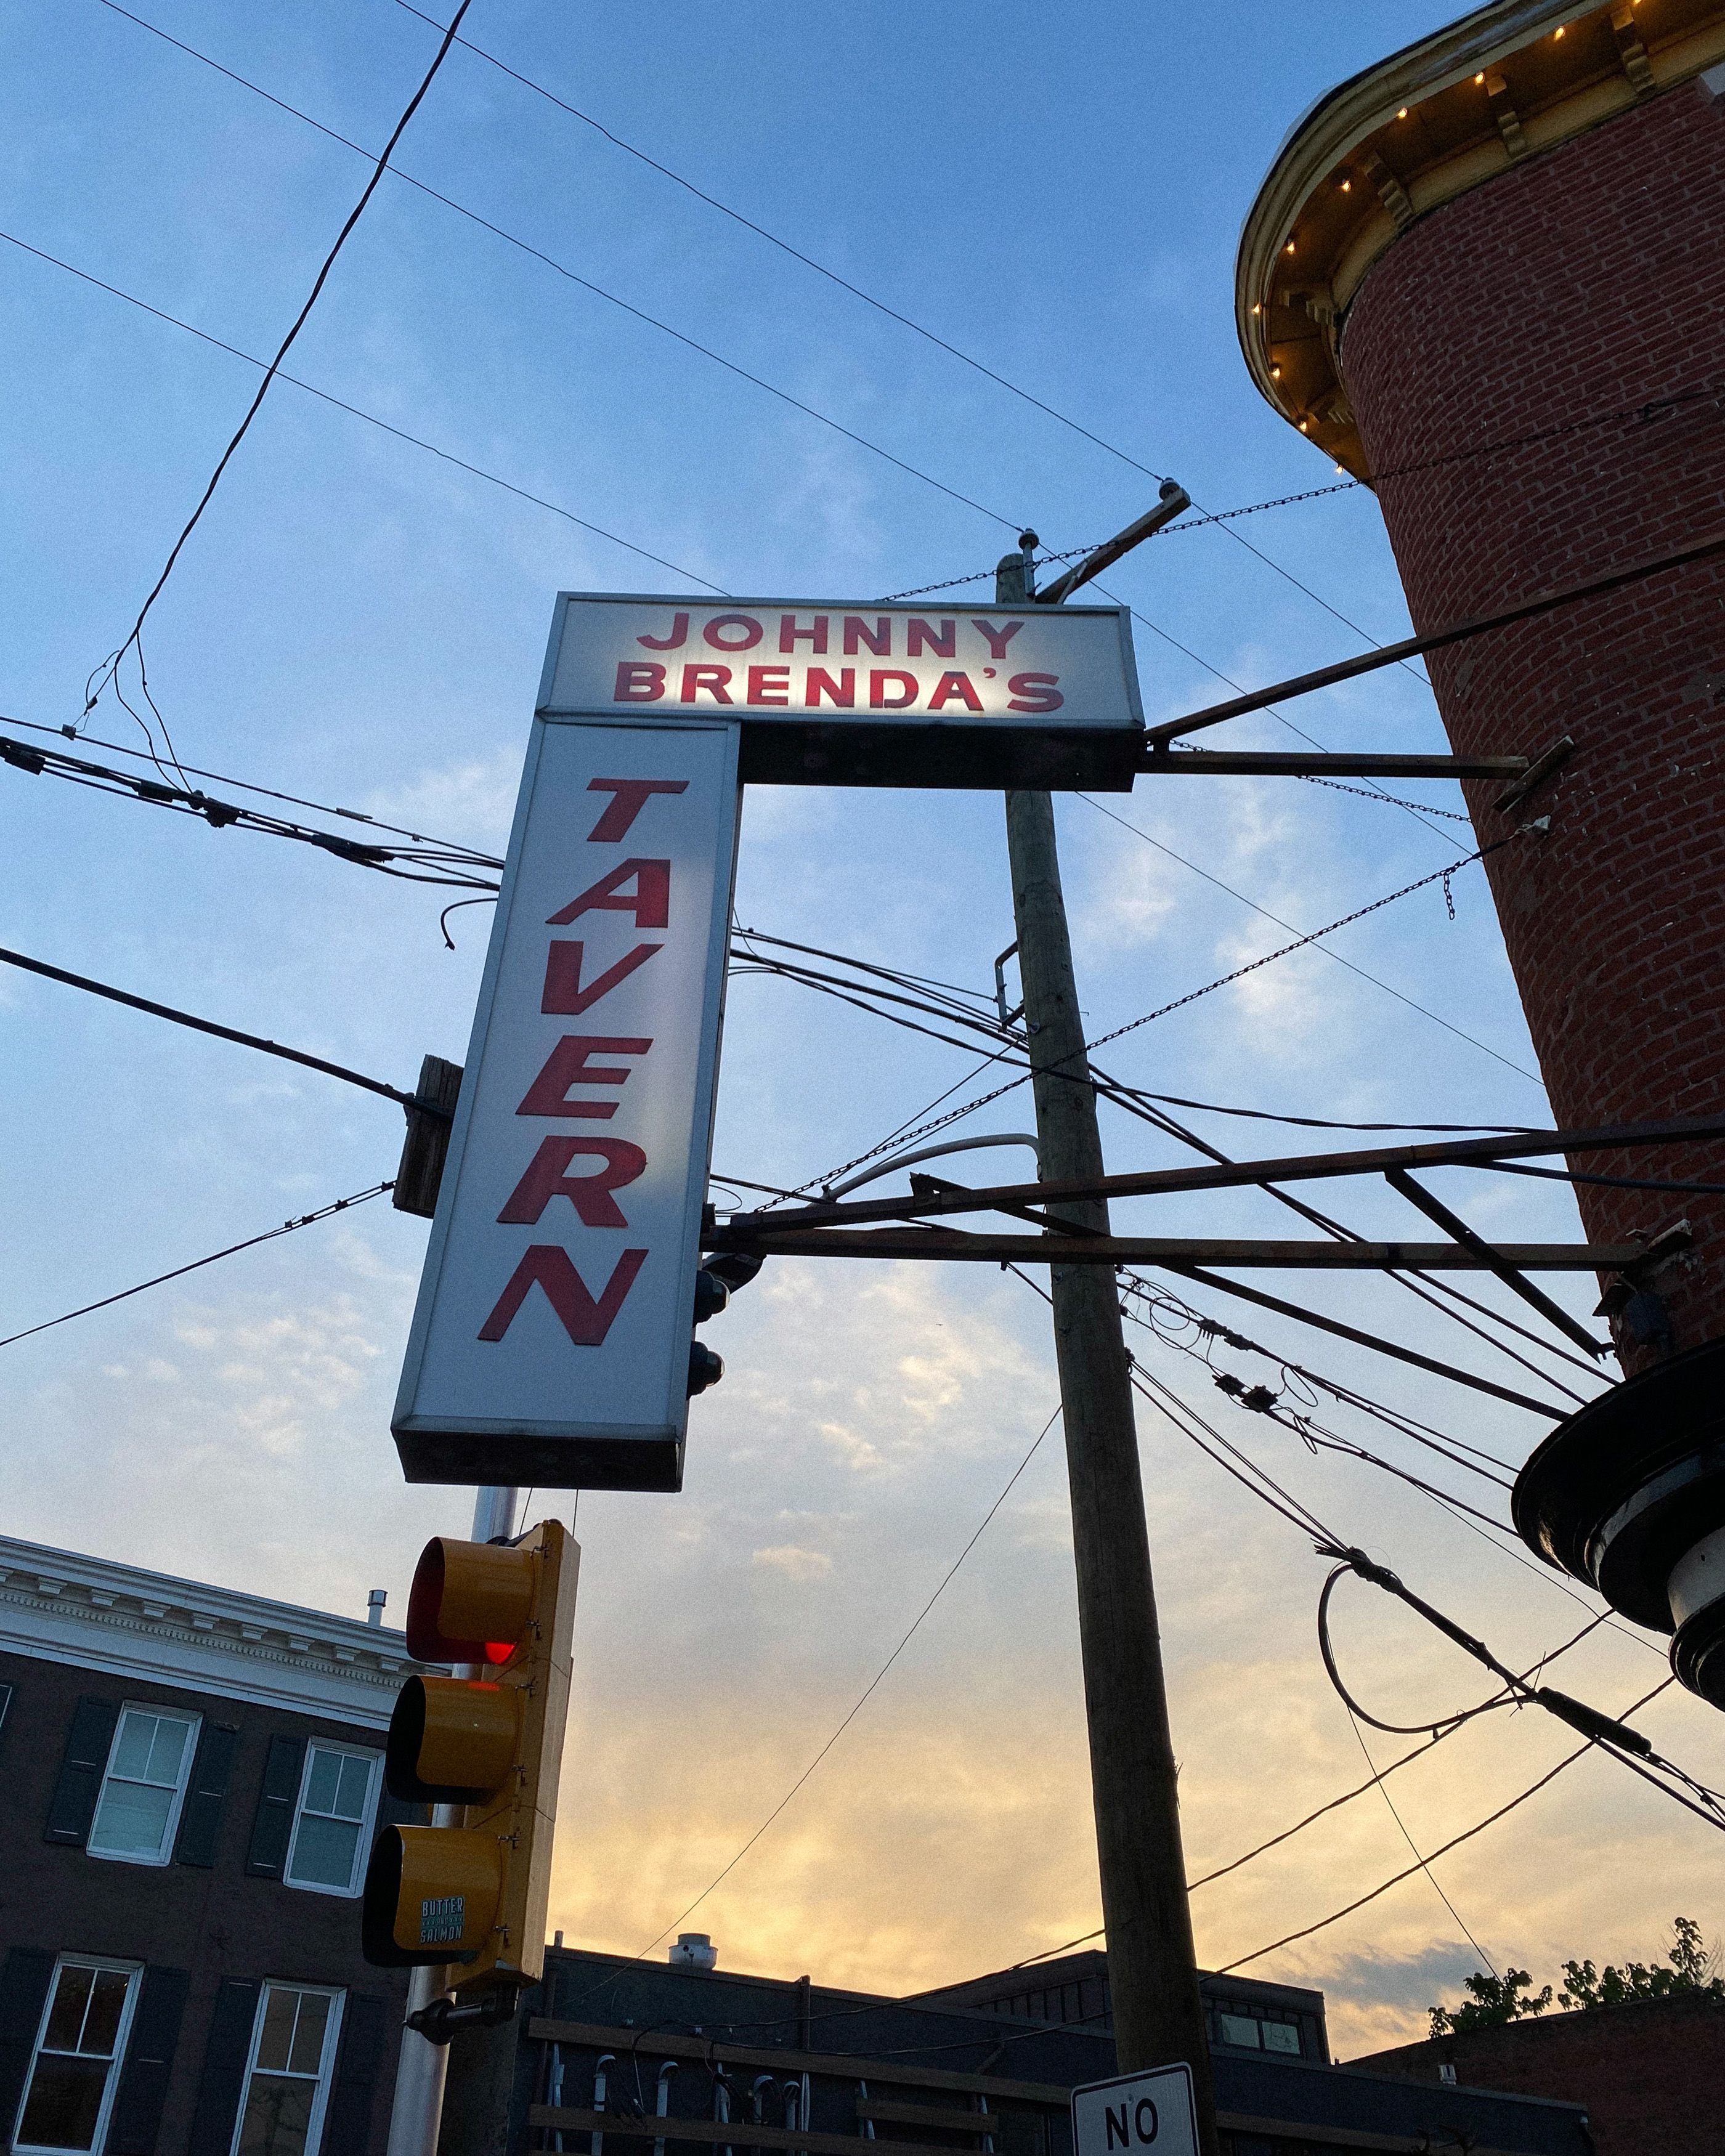 JOHNNY
BRENDA'S
TAVERN
BUTTER
SALMON
NO